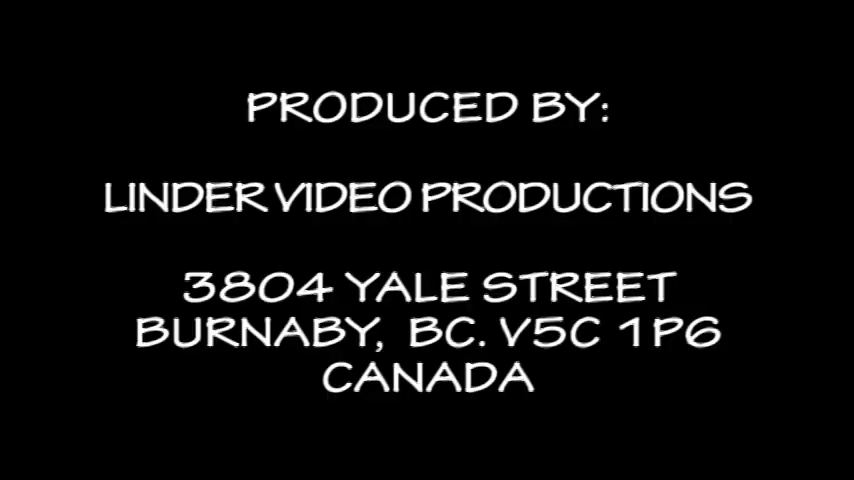 PRODUCED BY:
LINDER VIDEO PRODUCTIONS
3804 YALE STREET
BURNABY, BC. V5C 1P6
CANADA